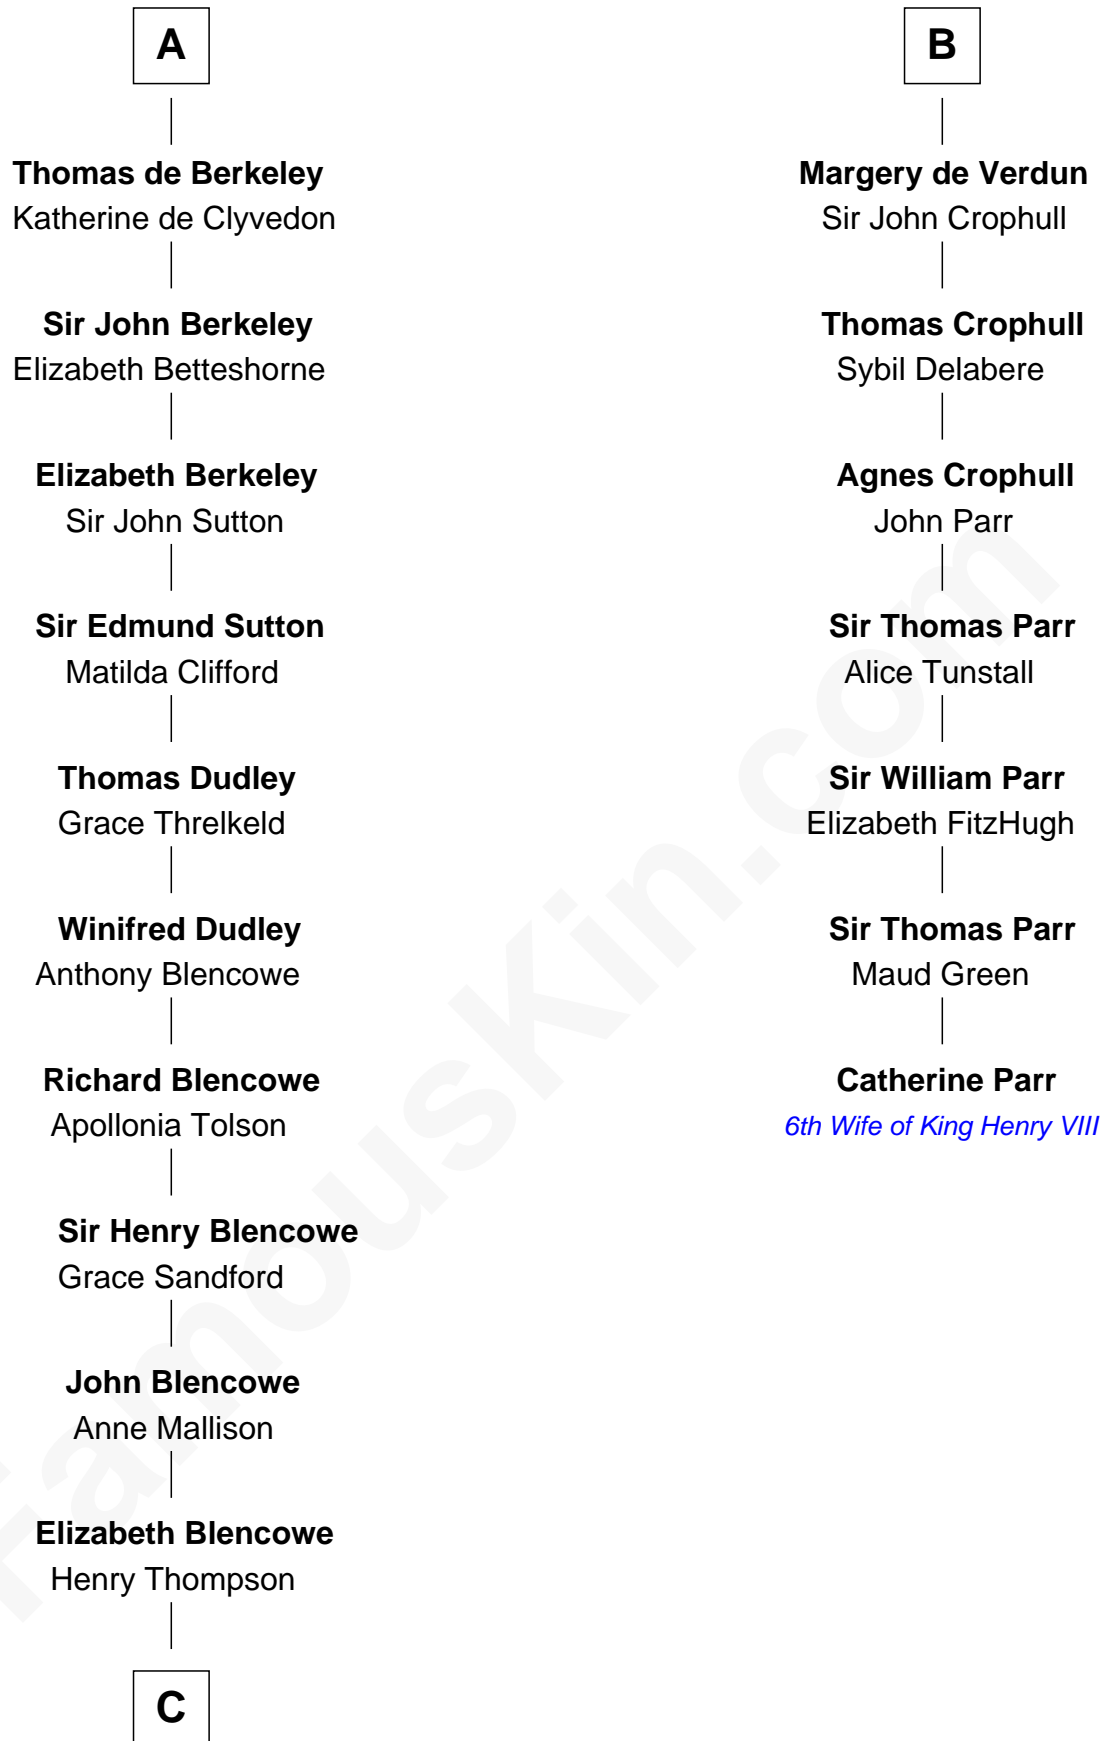 A
Thomas de Berkeley
Katherine de Clyvedon
Sir John Berkeley
Elizabeth Betteshorne
Elizabeth Berkeley
Sir John Sutton
Sir Edmund Sutton
Matilda Clifford
Thomas Dudley
Grace Threlkeld
Winifred Dudley
Anthony Blencowe
Richard Blencowe
Apollonia Tolson
Sir Henry Blencowe
Grace Sandford
John Blencowe
Anne Mallison
Elizabeth Blencowe
Henry Thompson
C
B
Margery de Verdun
Sir John Crophull
Thomas Crophull
Sybil Delabere
Agnes Crophull
John Parr
Sir Thomas Parr
Alice Tunstall
Sir William Parr
Elizabeth FitzHugh
Sir Thomas Parr
Maud Green
Catherine Parr
6th Wife of King Henry VIII
FamousKin.com